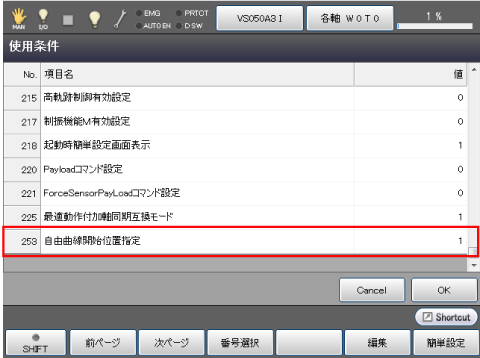 MAN I/O EMG PRTCT AUTOEN D-SW VS050A3 I 各軸 W 0 T 0 1 %
使用条件
No. 項目名 値
215 高軌跡制御有効設定 0
217 制振機能M有効設定 0
218 起動時簡単設定画面表示 1
220 Payloadコマンド設定 0
221 ForceSensorPayLoadコマンド設定 0
225 最適動作付加軸同期互換モード 1
253 自由曲線開始位置指定 1
Cancel OK
Shortcut
SHIFT 前ページ 次ページ 番号選択 編集 簡単設定